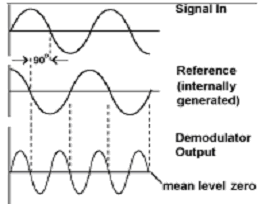 Signal In
90°
Reference
(internally
generated)
Demodulator
Output
mean level zero